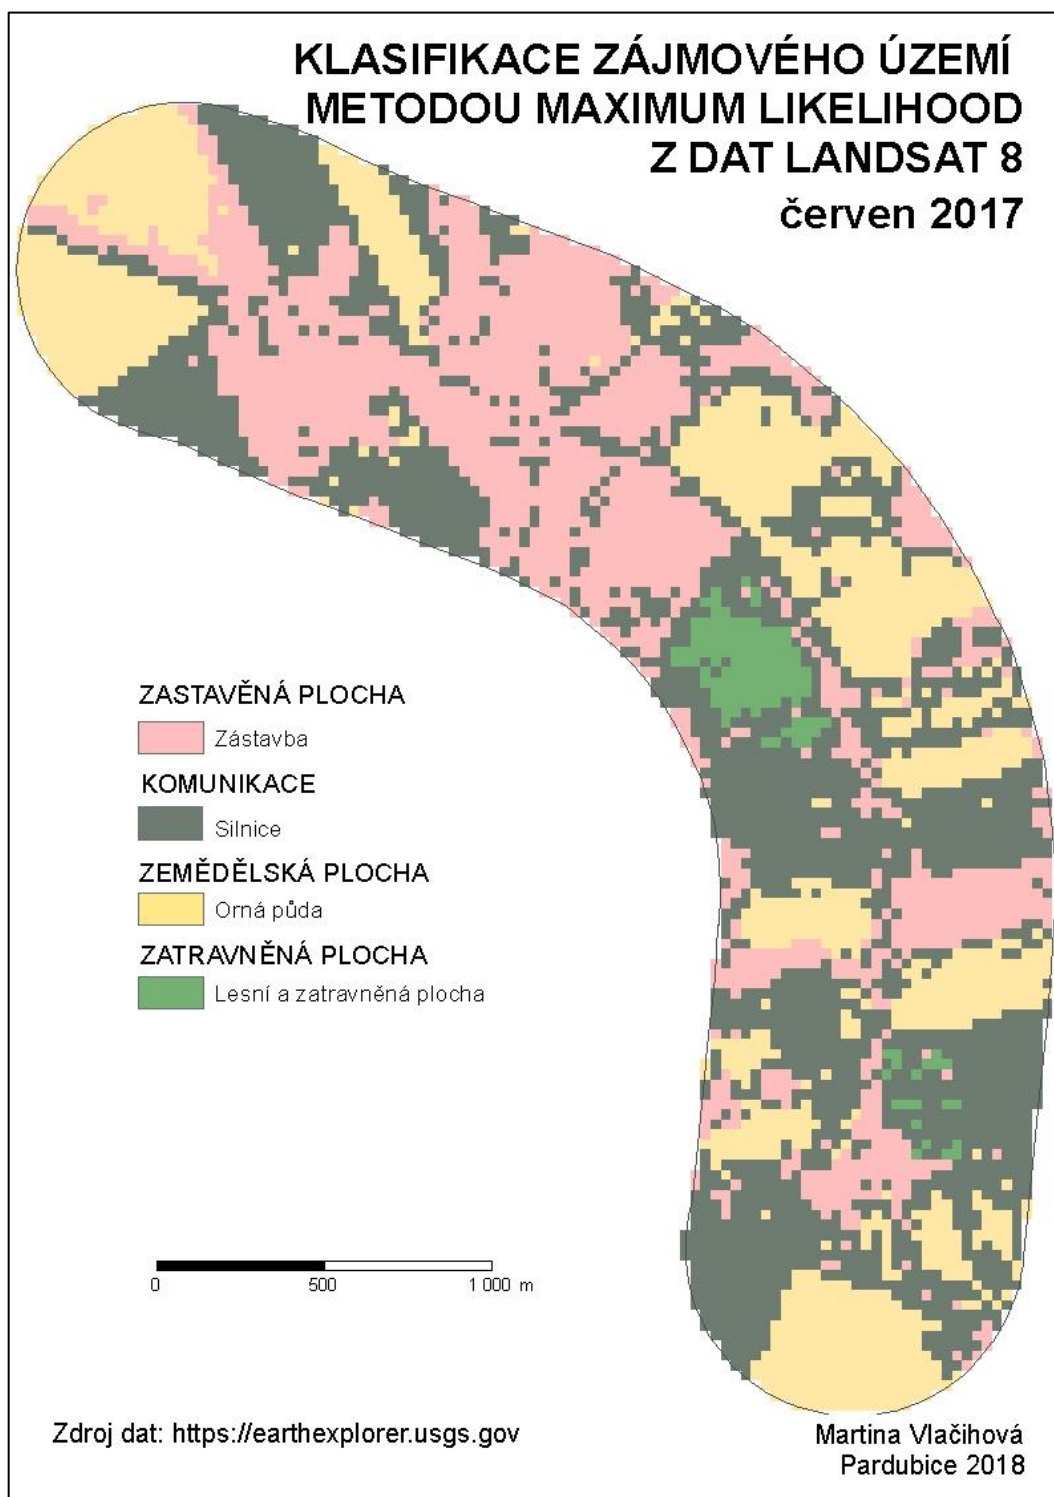 KLASIFIKACE ZÁJMOVÉHO ÚZEMÍ
METODOU MAXIMUM LIKELIHOOD
Z DAT LANDSAT 8
červen 2017
ZASTAVĚNÁ PLOCHA
Zástavba
KOMUNIKACE
Silnice
ZEMĚDĚLSKÁ PLOCHA
Orná půda
ZATRAVNĚNÁ PLOCHA
Lesní a zatravněná plocha
0 500 1 000 m
Zdroj dat: https://earthexplorer.usgs.gov
Martina Vlačihová
Pardubice 2018